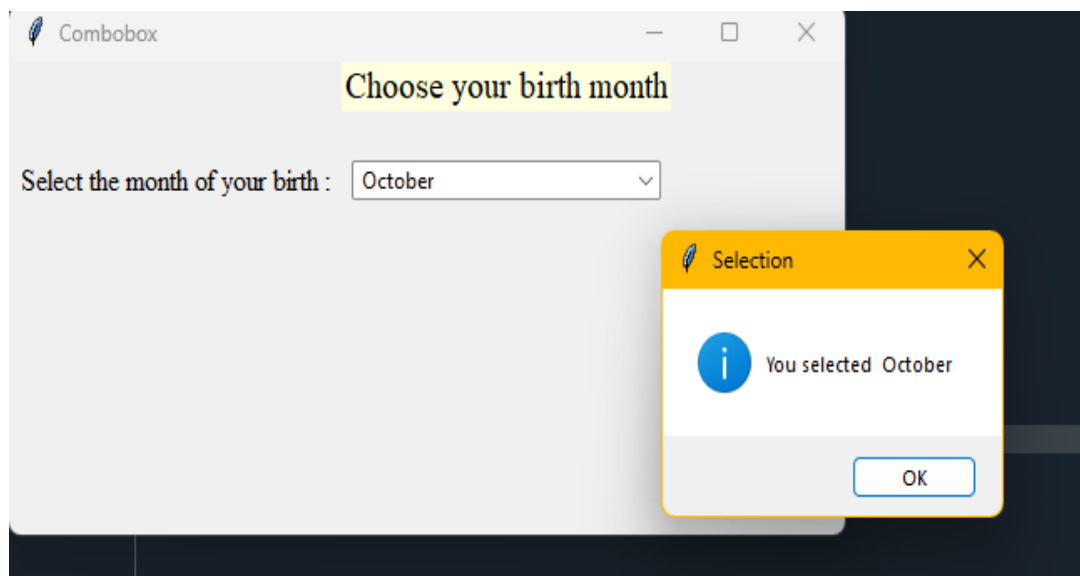 Combobox
Choose your birth month
Select the month of your birth :
October
Selection
You selected  October
OK